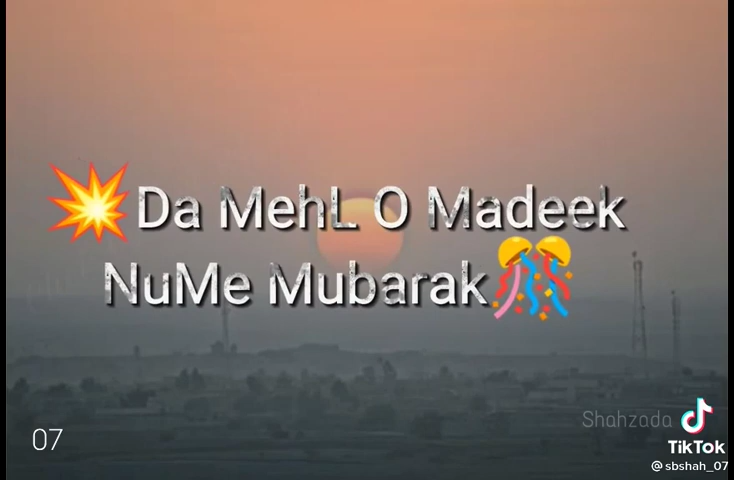 💥Da MehL O Madeek
NuMe Mubarak🎊
Shahzada
07
TikTok
@sbshah_07